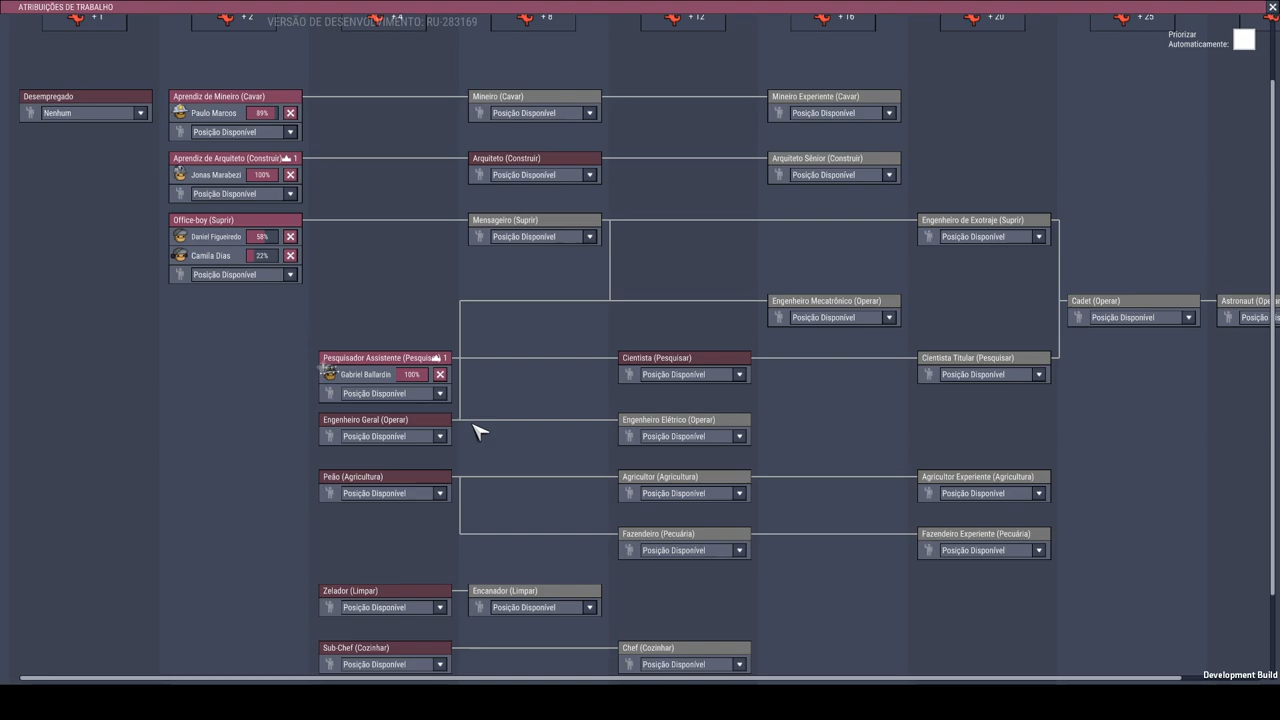 ATRIBUIÇÕES DE TRABALHO
+ 1
+ 2
+ 4
+ 8
+ 12
+ 16
+ 20
+ 25
VERSÃO DE DESENVOLVIMENTO: RU-283169
Priorizar
Automaticamente:
Desempregado
Nenhum
Aprendiz de Mineiro (Cavar)
Paulo Marcos 89%
Posição Disponível
Mineiro (Cavar)
Posição Disponível
Mineiro Experiente (Cavar)
Posição Disponível
Aprendiz de Arquiteto (Construir) 1
Jonas Marabezi 100%
Posição Disponível
Arquiteto (Construir)
Posição Disponível
Arquiteto Sênior (Construir)
Posição Disponível
Office-boy (Suprir)
Daniel Figueiredo 58%
Camila Dias 22%
Posição Disponível
Mensageiro (Suprir)
Posição Disponível
Engenheiro de Exotraje (Suprir)
Posição Disponível
Engenheiro Mecatrônico (Operar)
Posição Disponível
Cadet (Operar)
Posição Disponível
Astronaut (Oper
Posição
Pesquisador Assistente (Pesquisar) 1
Gabriel Ballardin 100%
Posição Disponível
Cientista (Pesquisar)
Posição Disponível
Cientista Titular (Pesquisar)
Posição Disponível
Engenheiro Geral (Operar)
Posição Disponível
Engenheiro Elétrico (Operar)
Posição Disponível
Peão (Agricultura)
Posição Disponível
Agricultor (Agricultura)
Posição Disponível
Agricultor Experiente (Agricultura)
Posição Disponível
Fazendeiro (Pecuária)
Posição Disponível
Fazendeiro Experiente (Pecuária)
Posição Disponível
Zelador (Limpar)
Posição Disponível
Encanador (Limpar)
Posição Disponível
Sub-Chef (Cozinhar)
Posição Disponível
Chef (Cozinhar)
Posição Disponível
Development Build